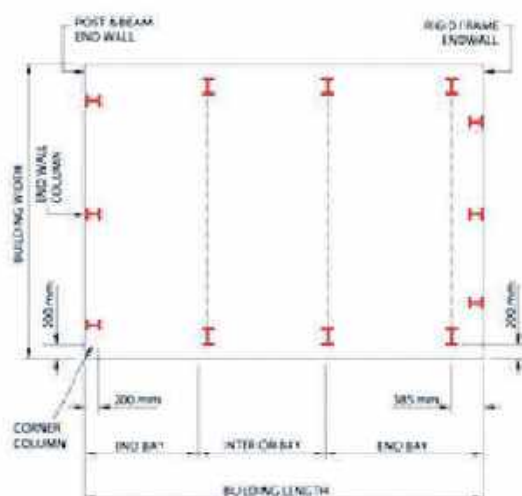 POST & BEAM
END WALL
RIGID FRAME
ENDWALL
BUILDING WIDTH
END WALL
COLUMN
200 mm
200 mm
200 mm
385 mm
CORNER
COLUMN
END BAY
INTERIOR BAY
END BAY
BUILDING LENGTH